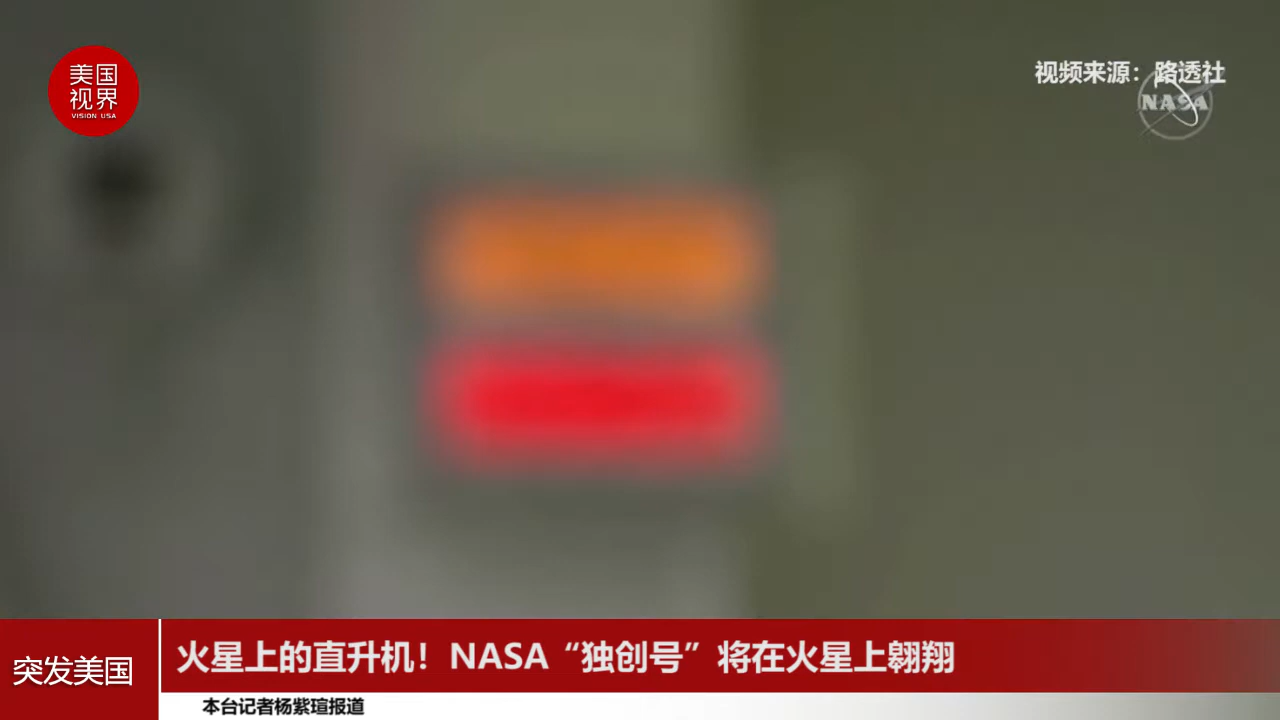 美国
视界
VISION USA
视频来源：路透社
NASA
突发美国
火星上的直升机！NASA“独创号”将在火星上翱翔
本台记者杨紫瑄报道